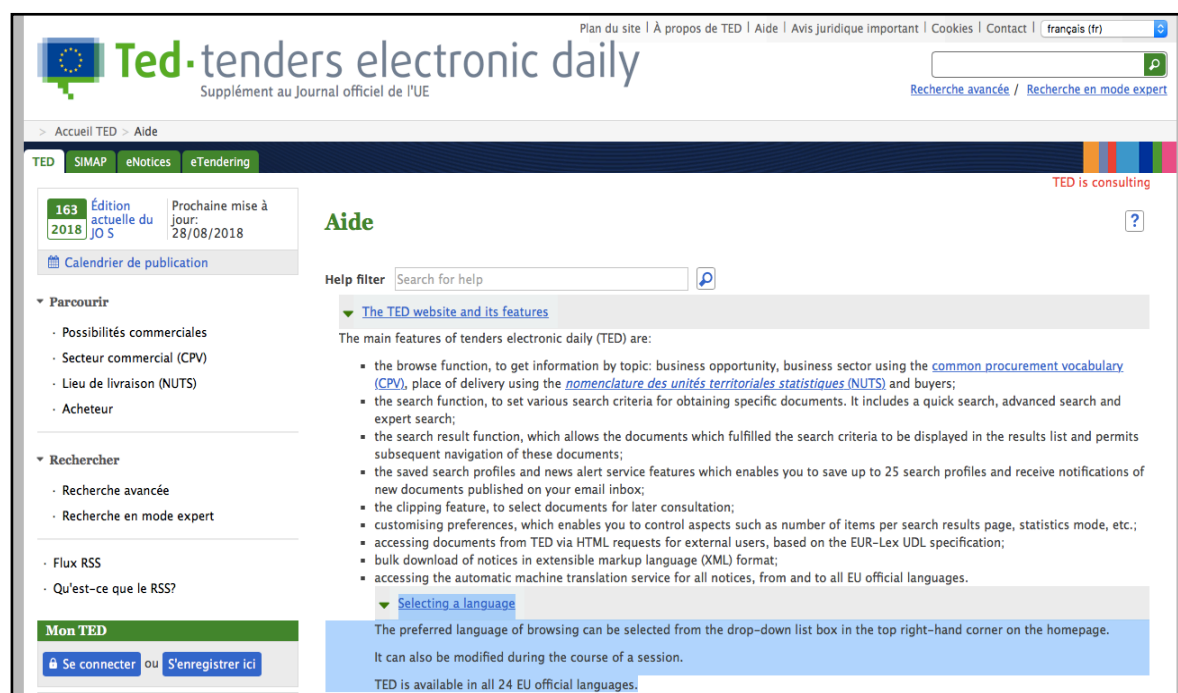 Plan du site | À propos de TED | Aide | Avis juridique important | Cookies | Contact | français (fr)
Ted · tenders electronic daily
Supplément au Journal officiel de l'UE
Recherche avancée / Recherche en mode expert
> Accueil TED > Aide
TED SIMAP eNotices eTendering
TED is consulting
163 2018
Édition actuelle du JO S
Prochaine mise à jour: 28/08/2018
Calendrier de publication
▾ Parcourir
· Possibilités commerciales
· Secteur commercial (CPV)
· Lieu de livraison (NUTS)
· Acheteur
▾ Rechercher
· Recherche avancée
· Recherche en mode expert
· Flux RSS
· Qu'est-ce que le RSS?
Mon TED
Se connecter ou S'enregistrer ici
Aide
?
Help filter Search for help
The TED website and its features
The main features of tenders electronic daily (TED) are:
▪ the browse function, to get information by topic: business opportunity, business sector using the common procurement vocabulary
(CPV), place of delivery using the nomenclature des unités territoriales statistiques (NUTS) and buyers;
▪ the search function, to set various search criteria for obtaining specific documents. It includes a quick search, advanced search and
expert search;
▪ the search result function, which allows the documents which fulfilled the search criteria to be displayed in the results list and permits
subsequent navigation of these documents;
▪ the saved search profiles and news alert service features which enables you to save up to 25 search profiles and receive notifications of
new documents published on your email inbox;
▪ the clipping feature, to select documents for later consultation;
▪ customising preferences, which enables you to control aspects such as number of items per search results page, statistics mode, etc.;
▪ accessing documents from TED via HTML requests for external users, based on the EUR-Lex UDL specification;
▪ bulk download of notices in extensible markup language (XML) format;
▪ accessing the automatic machine translation service for all notices, from and to all EU official languages.
Selecting a language
The preferred language of browsing can be selected from the drop-down list box in the top right-hand corner on the homepage.
It can also be modified during the course of a session.
TED is available in all 24 EU official languages.